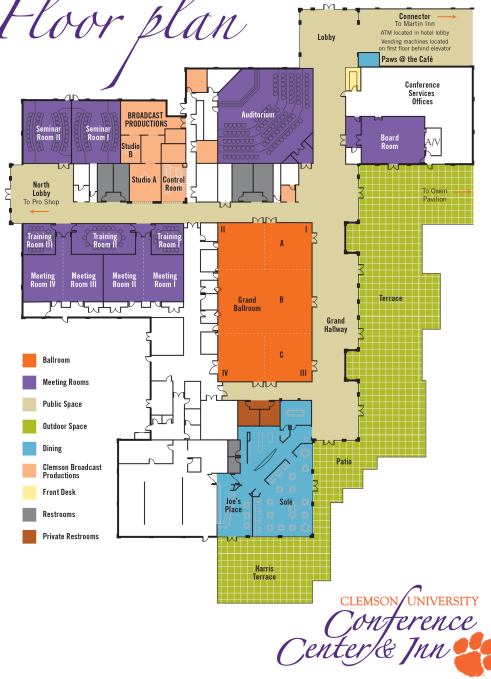 Floor plan
Connector
To Martin Inn
ATM located in hotel lobby
Vending machines located
on first floor behind elevator
Lobby
Paws @ the Café
Conference
Services
Offices
Auditorium
BROADCAST
PRODUCTIONS
Seminar
Room II
Seminar
Room I
Studio
B
Board
Room
A/V
Studio A
Control
Room
North
Lobby
To Pro Shop
To Owen
Pavilion
Training
Room III
Training
Room II
Training
Room I
II
I
A
Meeting
Room IV
Meeting
Room III
Meeting
Room II
Meeting
Room I
Grand
Ballroom
B
Terrace
Grand
Hallway
C
IV
III
Ballroom
Meeting Rooms
Public Space
Outdoor Space
Dining
Clemson Broadcast
Productions
Front Desk
Restrooms
Private Restrooms
Patio
Joe's
Place
Solé
Harris
Terrace
CLEMSON UNIVERSITY
Conference
Center & Inn